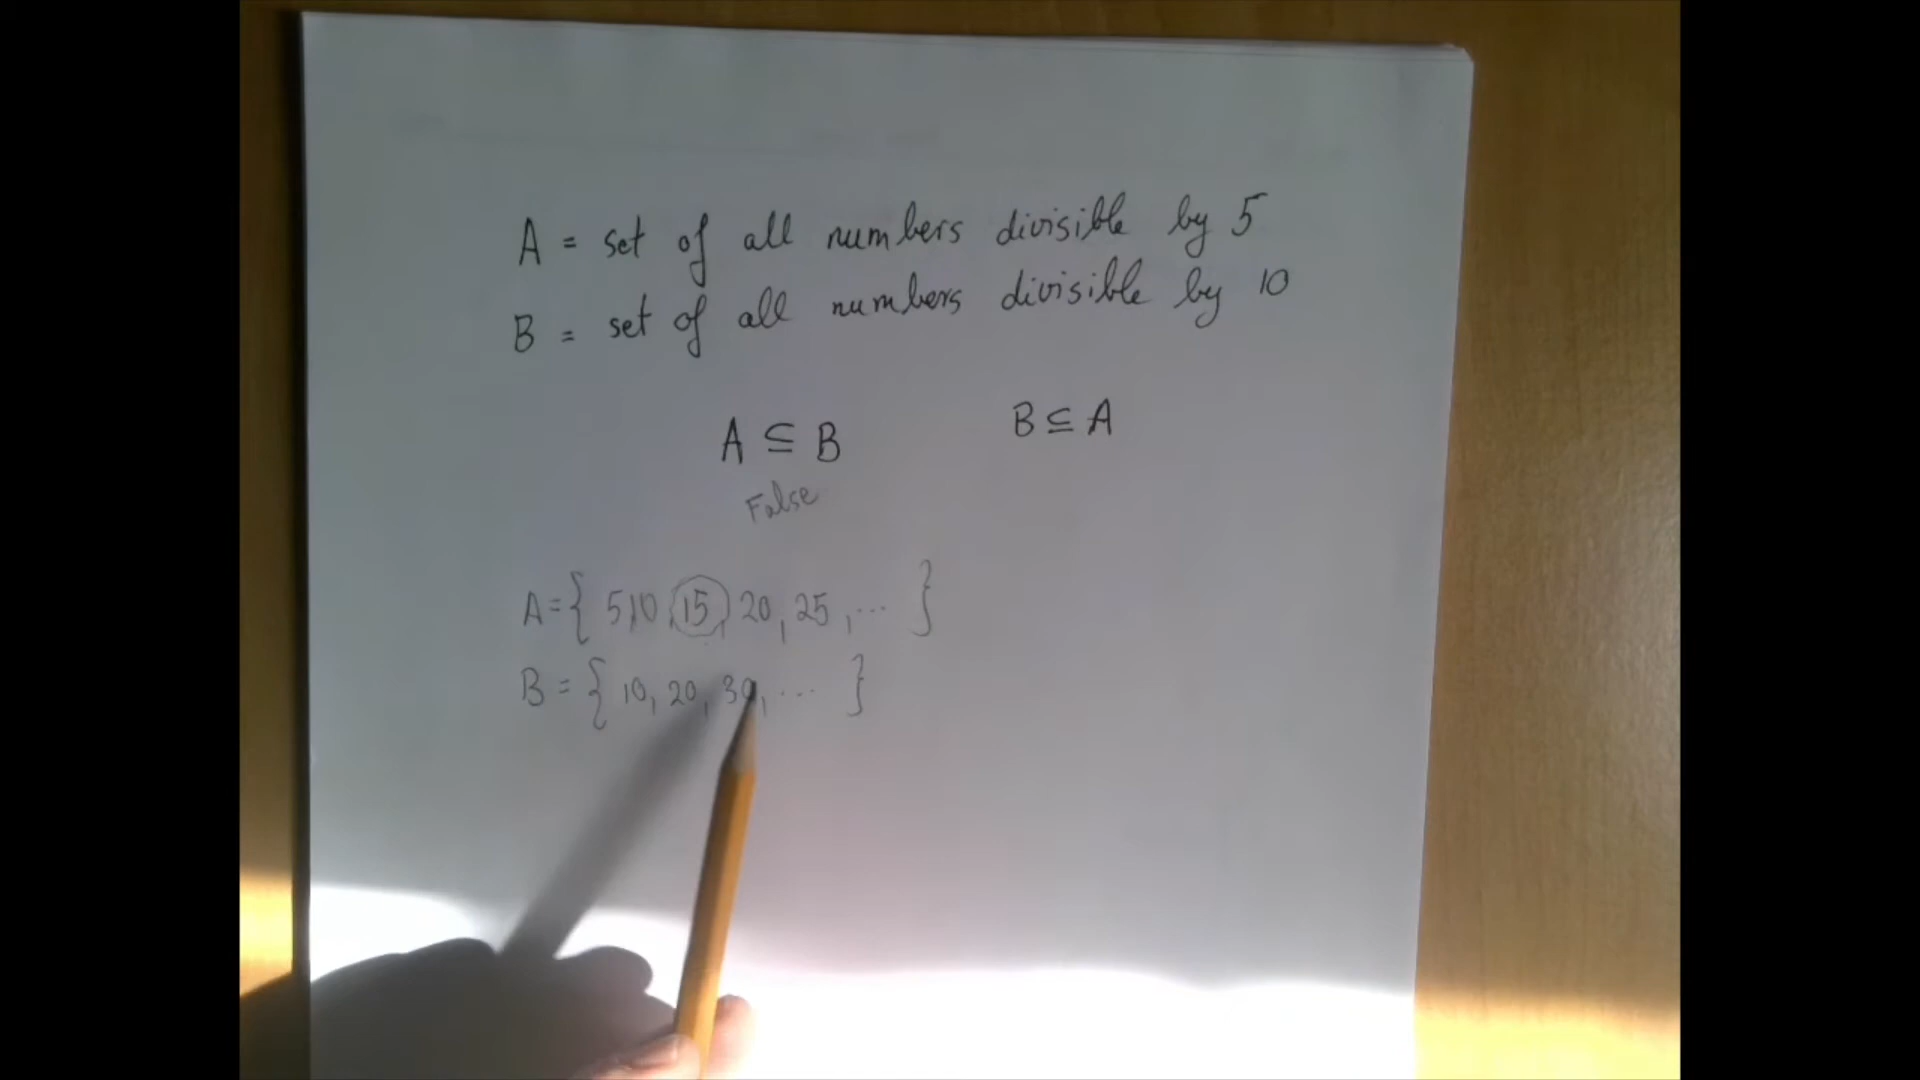 A = set of all numbers divisible by 5
B = set of all numbers divisible by 10
A ⊆ B B ⊆ A
False
A = { 5, 10, 15, 20, 25, ... }
B = { 10, 20, 30, ... }